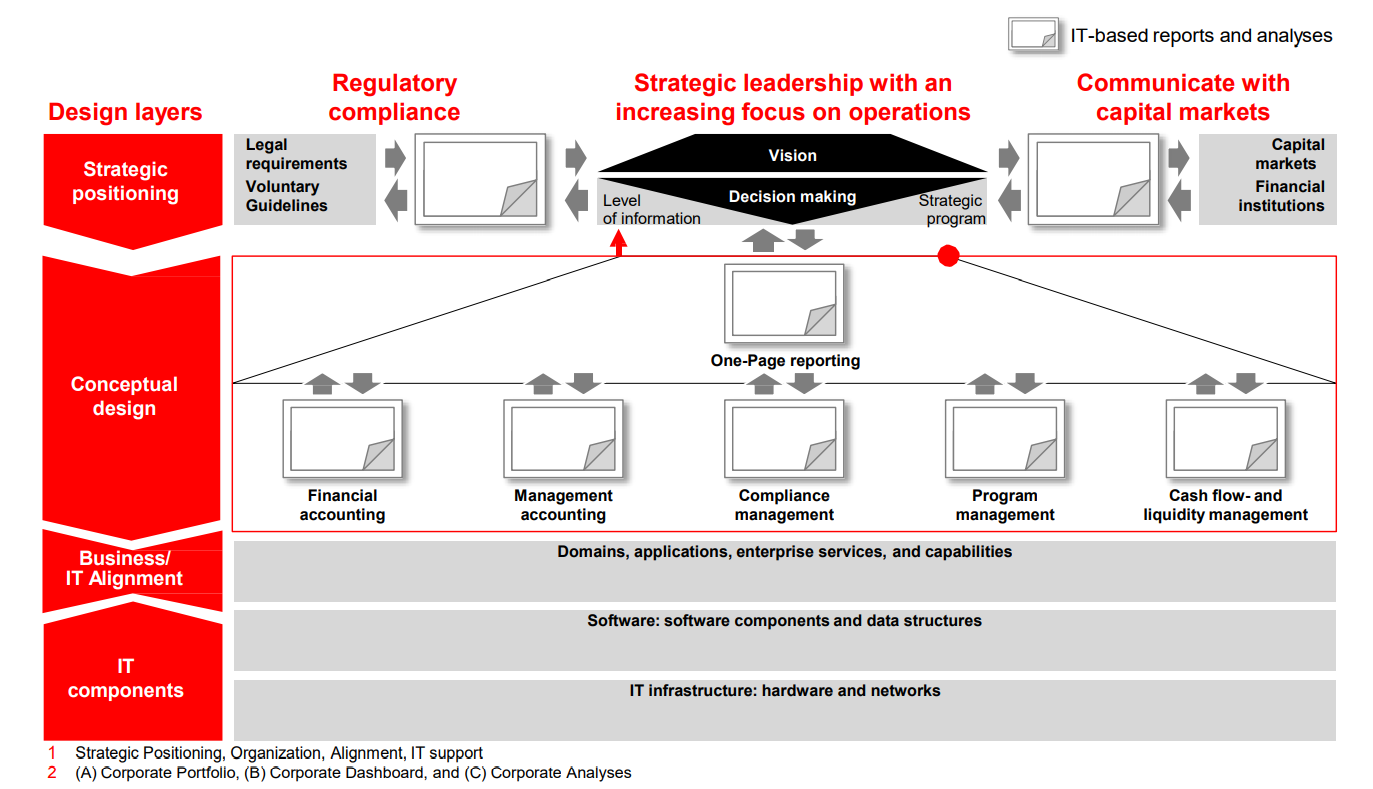 IT-based reports and analyses
Design layers
Regulatory
compliance
Strategic leadership with an
increasing focus on operations
Communicate with
capital markets
Strategic
positioning
Legal
requirements
Voluntary
Guidelines
Vision
Decision making
Level
of information
Strategic
program
Capital
markets
Financial
institutions
Conceptual
design
One-Page reporting
Financial
accounting
Management
accounting
Compliance
management
Program
management
Cash flow- and
liquidity management
Business/
IT Alignment
Domains, applications, enterprise services, and capabilities
IT
components
Software: software components and data structures
IT infrastructure: hardware and networks
1 Strategic Positioning, Organization, Alignment, IT support
2 (A) Corporate Portfolio, (B) Corporate Dashboard, and (C) Corporate Analyses